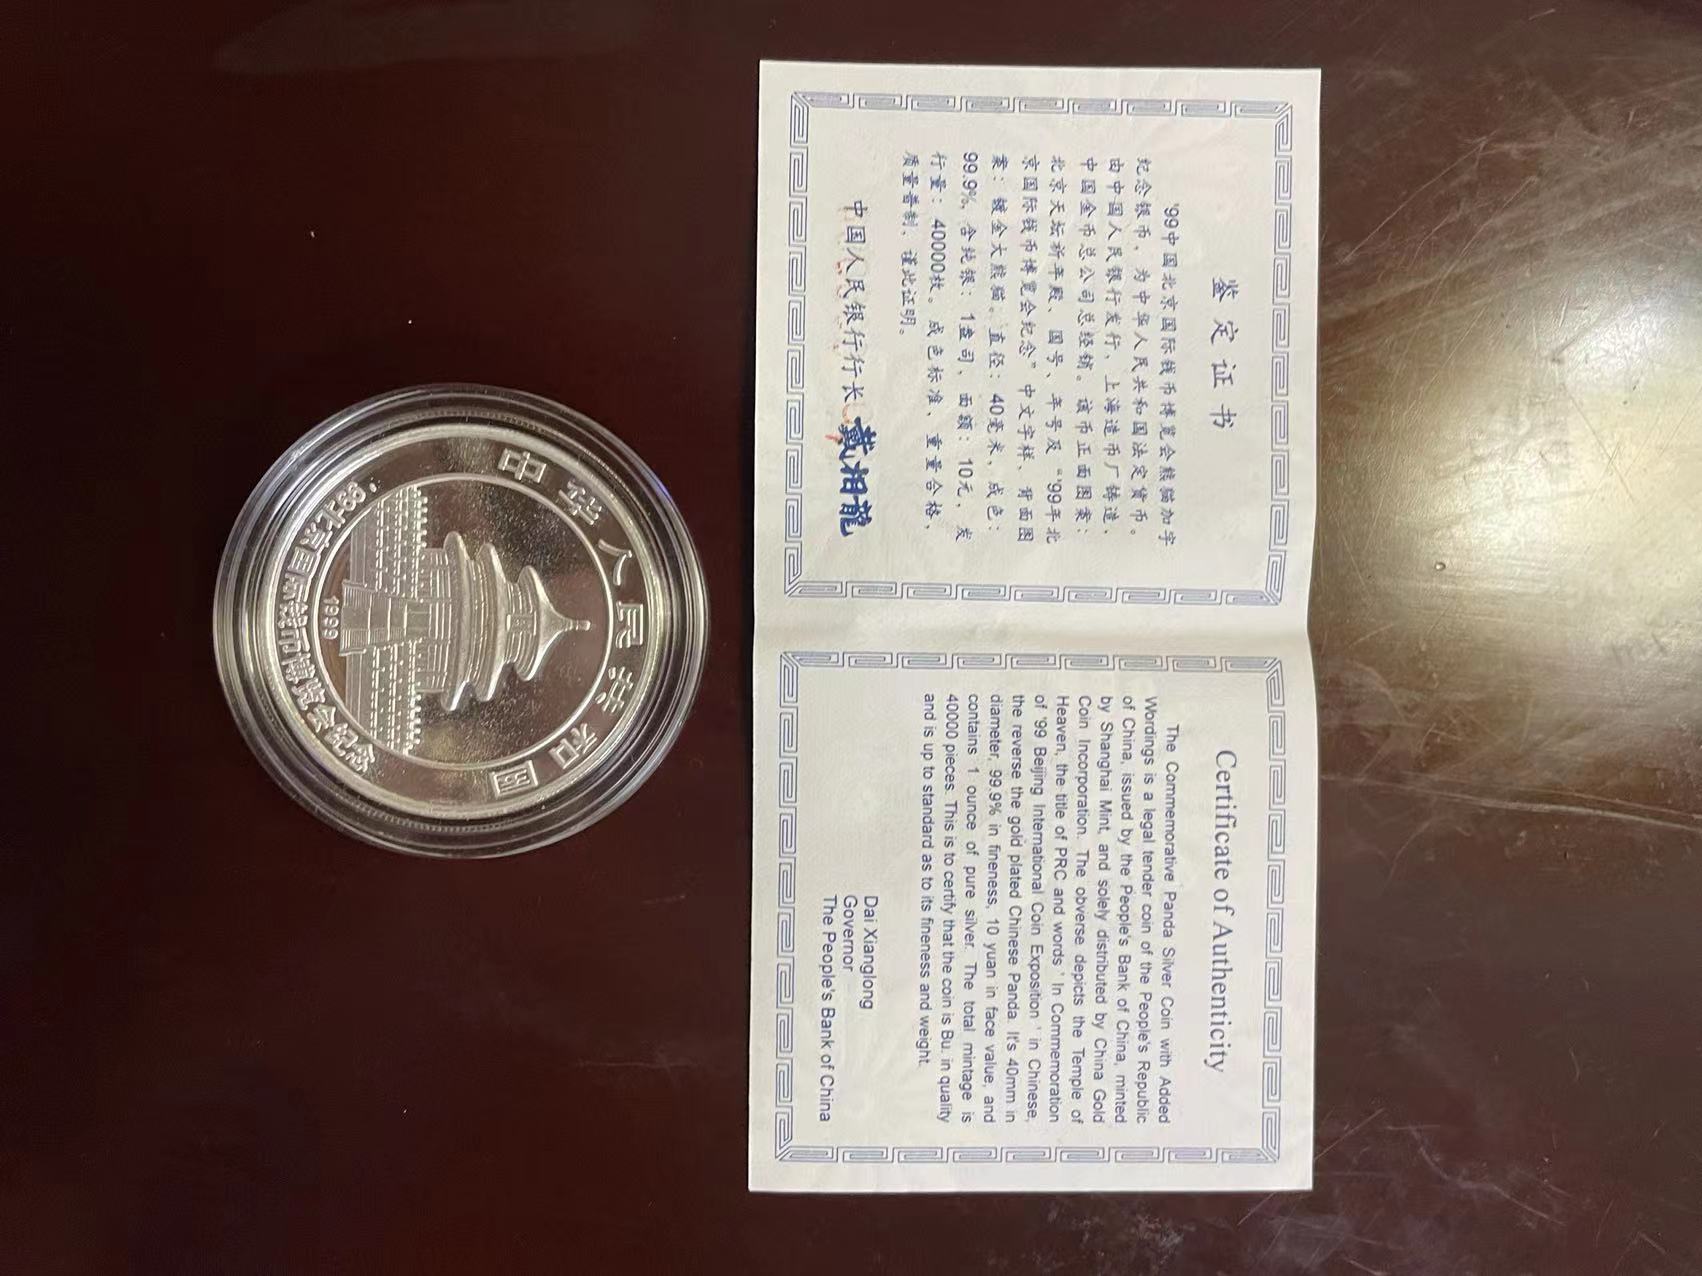 中华人民共和国
1999
'99北京国际钱币博览会纪念
鉴定证书
'99中国北京国际钱币博览会熊猫加字
纪念银币，为中华人民共和国法定货币。
由中国人民银行发行，上海造币厂铸造，
中国金币总公司总经销。该币正面图案：
北京天坛祈年殿、国号、年号及“'99年北
京国际钱币博览会纪念”中文字样，背面图
案：镀金大熊猫。直径：40毫米，成色：
99.9%，含纯银：1盎司，面额：10元，发
行量：40000枚。成色标准，重量合格，
质量普制，谨此证明。
中国人民银行行长 戴相龍
Certificate of Authenticity
The Commemorative Panda Silver Coin with Added
Wordings is a legal tender coin of the People's Republic
of China, issued by the People's Bank of China, minted
by Shanghai Mint, and solely distributed by China Gold
Coin Incorporation. The obverse depicts the Temple of
Heaven, the title of PRC and words ' In Commemoration
of '99 Beijing International Coin Exposition ' in Chinese,
the reverse the gold plated Chinese Panda. It's 40mm in
diameter, 99.9% in fineness, 10 yuan in face value, and
contains 1 ounce of pure silver. The total mintage is
40000 pieces. This is to certify that the coin is Bu. in quality
and is up to standard as to its fineness and weight.
Dai Xianglong
Governor
The People's Bank of China